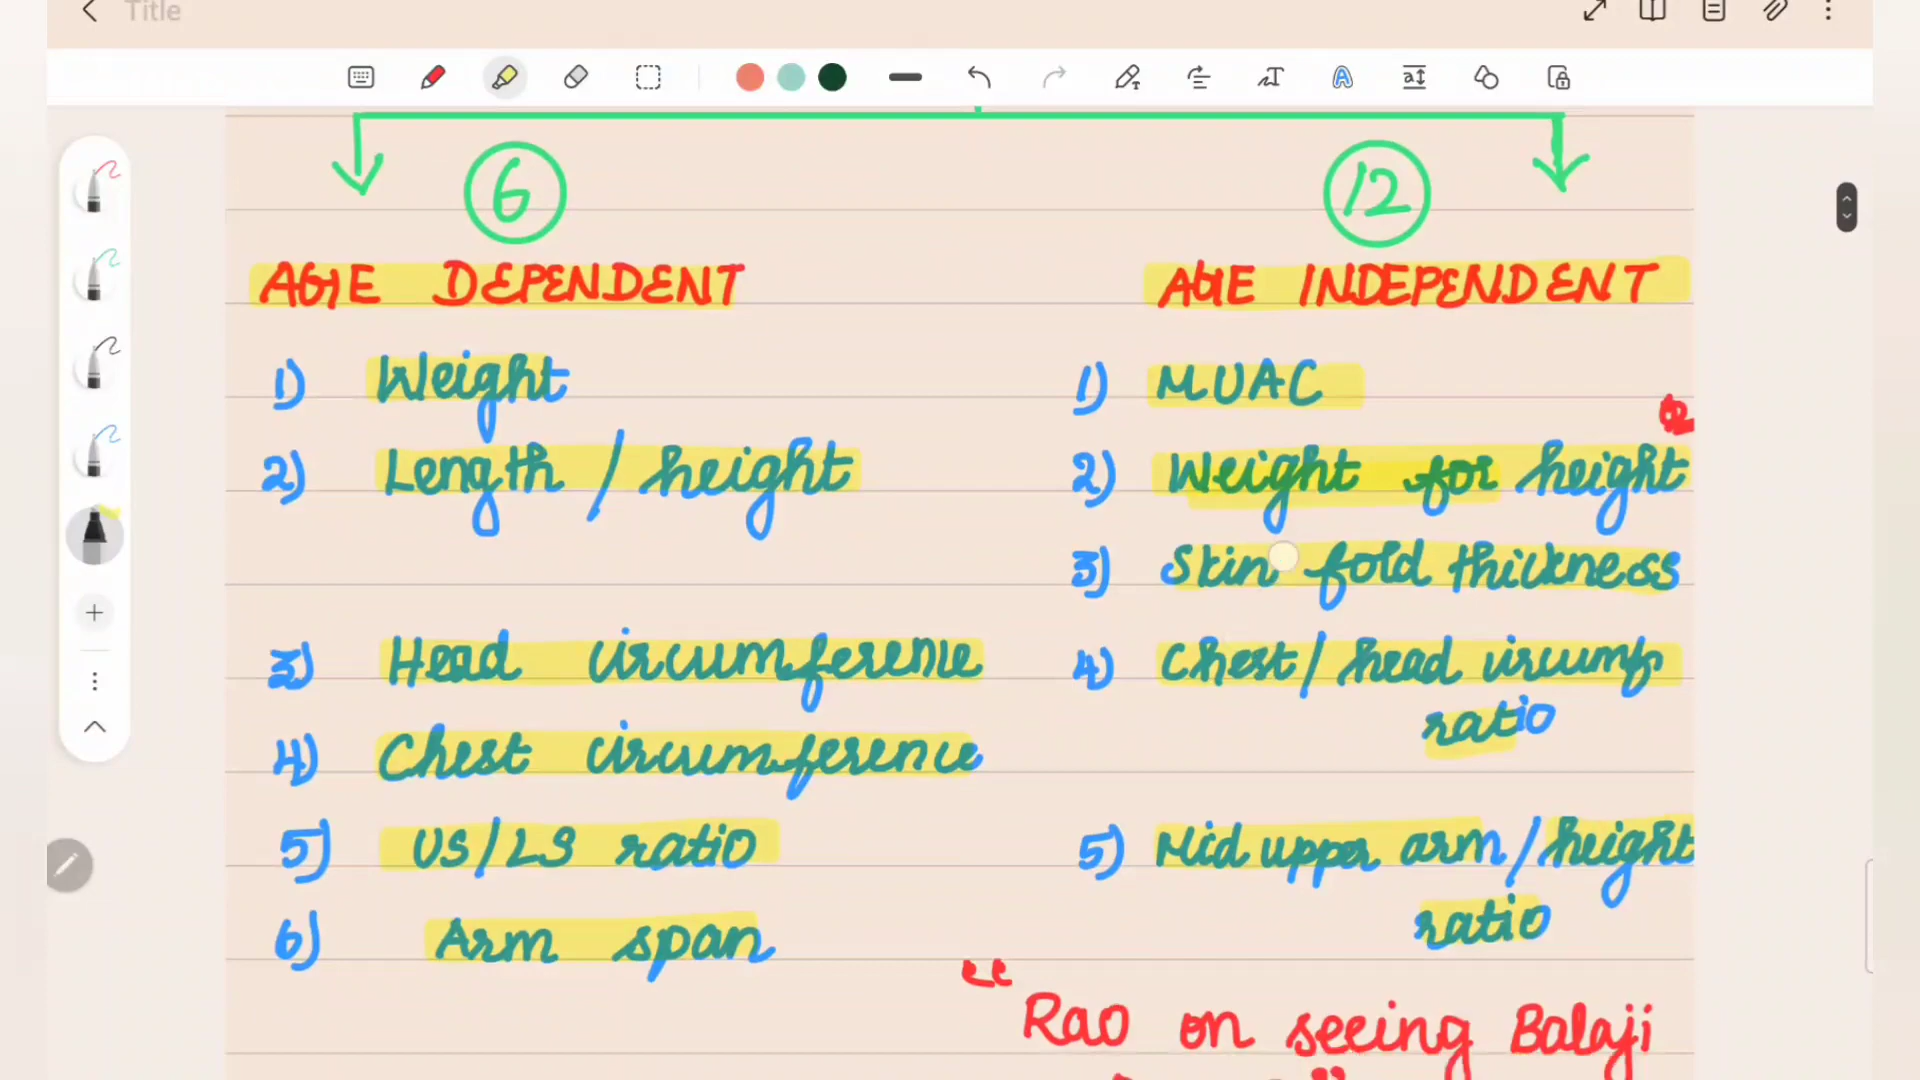 Title
6
12
AGE DEPENDENT
AGE INDEPENDENT
1) Weight
1) MUAC
2) Length / height
2) Weight for height
3) Skin fold thickness
3) Head circumference
4) Chest / head circumf
ratio
4) Chest circumference
5) US/LS ratio
5) Mid upper arm / height
ratio
6) Arm span
"Rao on seeing Balaji